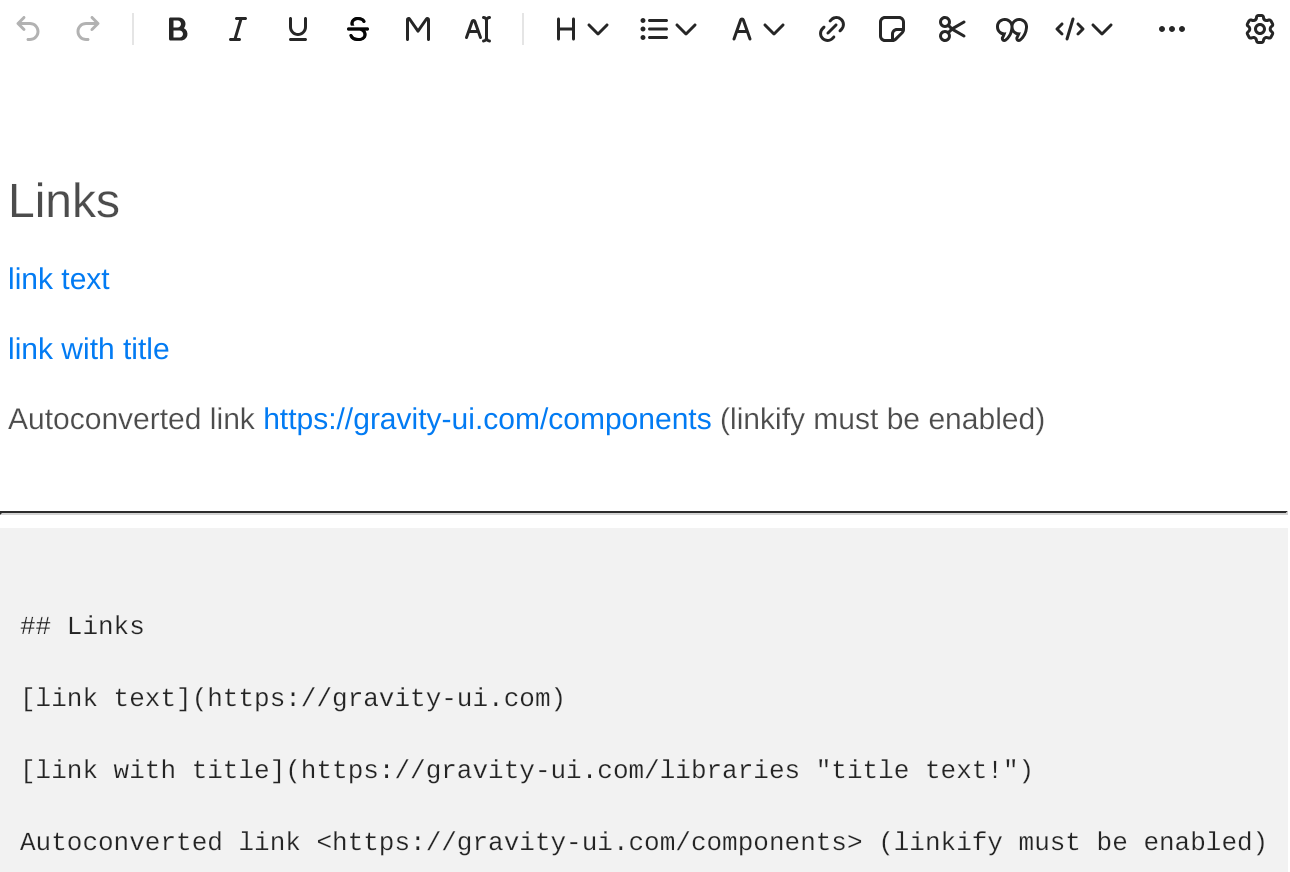 Links
link text
link with title
Autoconverted link https://gravity-ui.com/components (linkify must be enabled)
## Links
[link text](https://gravity-ui.com)
[link with title](https://gravity-ui.com/libraries "title text!")
Autoconverted link <https://gravity-ui.com/components> (linkify must be enabled)